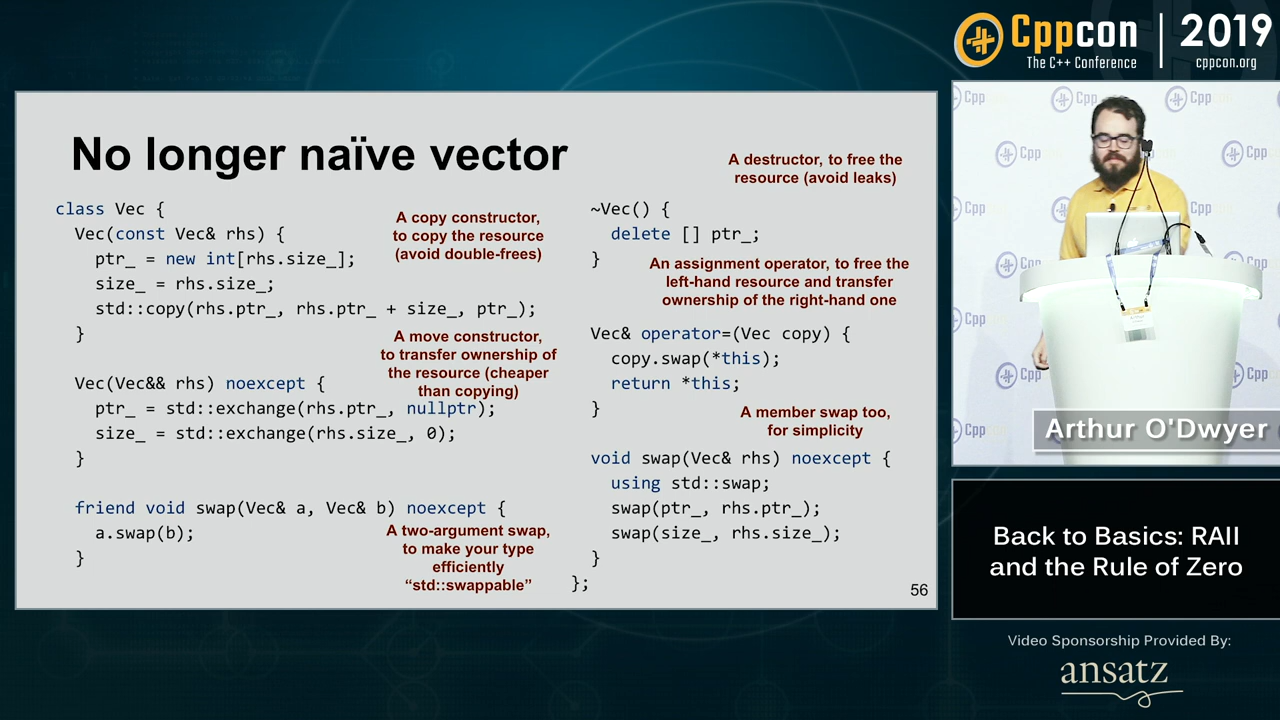 Cppcon | 2019
The C++ Conference
cppcon.org
No longer naïve vector
class Vec {
Vec(const Vec& rhs) {
ptr_ = new int[rhs.size_];
size_ = rhs.size_;
std::copy(rhs.ptr_, rhs.ptr_ + size_, ptr_);
}
A copy constructor,
to copy the resource
(avoid double-frees)
Vec(Vec&& rhs) noexcept {
ptr_ = std::exchange(rhs.ptr_, nullptr);
size_ = std::exchange(rhs.size_, 0);
}
A move constructor,
to transfer ownership of
the resource (cheaper
than copying)
friend void swap(Vec& a, Vec& b) noexcept {
a.swap(b);
}
A two-argument swap,
to make your type
efficiently
“std::swappable”
A destructor, to free the
resource (avoid leaks)
~Vec() {
delete [] ptr_;
}
An assignment operator, to free the
left-hand resource and transfer
ownership of the right-hand one
Vec& operator=(Vec copy) {
copy.swap(*this);
return *this;
}
A member swap too,
for simplicity
void swap(Vec& rhs) noexcept {
using std::swap;
swap(ptr_, rhs.ptr_);
swap(size_, rhs.size_);
}
};
56
Arthur O'Dwyer
Back to Basics: RAII
and the Rule of Zero
Video Sponsorship Provided By:
ansatz